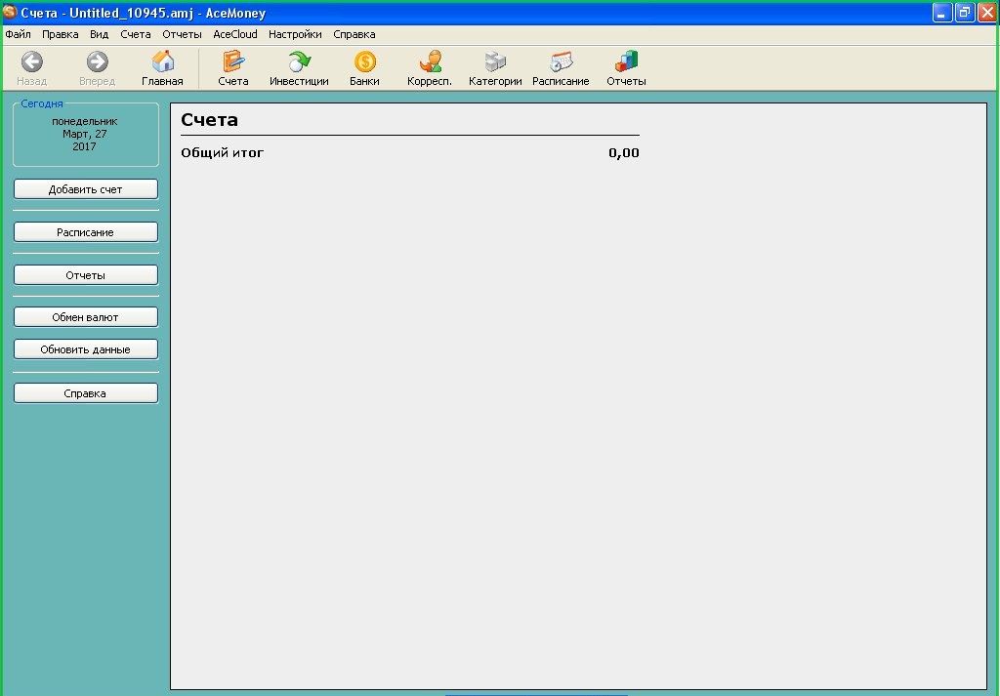 Счета - Untitled_10945.amj - AceMoney
Файл Правка Вид Счета Отчеты AceCloud Настройки Справка
Назад Вперед Главная Счета Инвестиции Банки Корресп. Категории Расписание Отчеты
Сегодня
понедельник
Март, 27
2017
Добавить счет
Расписание
Отчеты
Обмен валют
Обновить данные
Справка
Счета
Общий итог 0,00